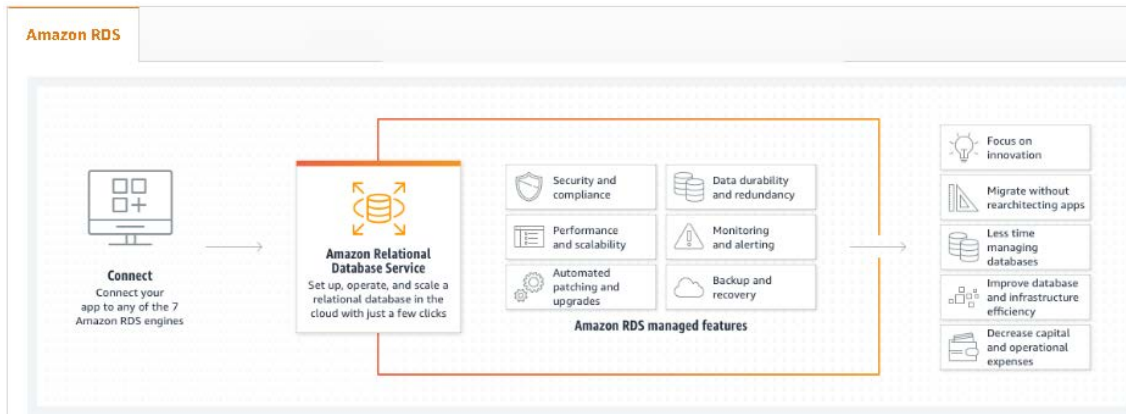 Amazon RDS
Connect
Connect your
app to any of the 7
Amazon RDS engines
Amazon Relational
Database Service
Set up, operate, and scale a
relational database in the
cloud with just a few clicks
Security and
compliance
Data durability
and redundancy
Performance
and scalability
Monitoring
and alerting
Automated
patching and
upgrades
Backup and
recovery
Amazon RDS managed features
Focus on
innovation
Migrate without
rearchitecting apps
Less time
managing
databases
Improve database
and infrastructure
efficiency
Decrease capital
and operational
expenses